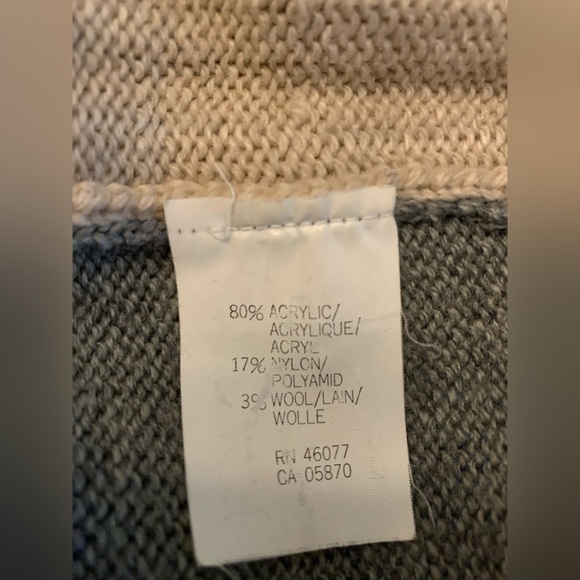 80% ACRYLIC/
ACRYLIQUE/
ACRYL
17% NYLON/
POLYAMID
3% WOOL/LAIN/
WOLLE
RN 46077
CA 05870